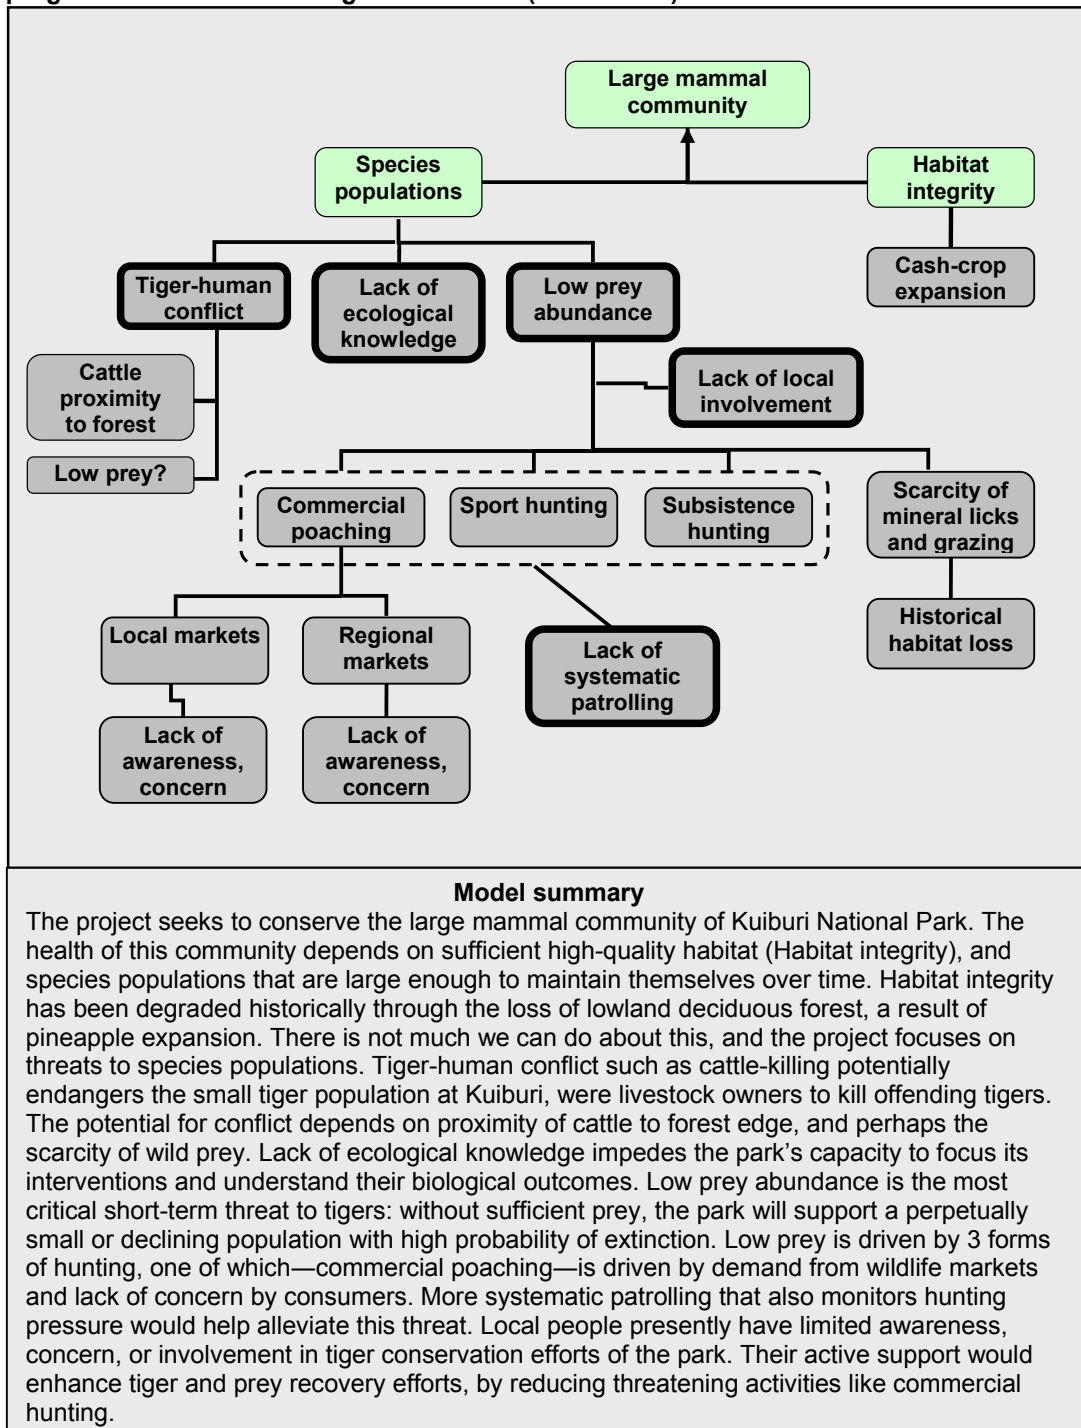 Large mammal
community
Species
populations
Habitat
integrity
Tiger-human
conflict
Lack of
ecological
knowledge
Low prey
abundance
Cash-crop
expansion
Cattle
proximity
to forest
Lack of local
involvement
Low prey?
Commercial
poaching
Sport hunting
Subsistence
hunting
Scarcity of
mineral licks
and grazing
Local markets
Regional
markets
Lack of
systematic
patrolling
Historical
habitat loss
Lack of
awareness,
concern
Lack of
awareness,
concern
Model summary
The project seeks to conserve the large mammal community of Kuiburi National Park. The
health of this community depends on sufficient high-quality habitat (Habitat integrity), and
species populations that are large enough to maintain themselves over time. Habitat integrity
has been degraded historically through the loss of lowland deciduous forest, a result of
pineapple expansion. There is not much we can do about this, and the project focuses on
threats to species populations. Tiger-human conflict such as cattle-killing potentially
endangers the small tiger population at Kuiburi, were livestock owners to kill offending tigers.
The potential for conflict depends on proximity of cattle to forest edge, and perhaps the
scarcity of wild prey. Lack of ecological knowledge impedes the park's capacity to focus its
interventions and understand their biological outcomes. Low prey abundance is the most
critical short-term threat to tigers: without sufficient prey, the park will support a perpetually
small or declining population with high probability of extinction. Low prey is driven by 3 forms
of hunting, one of which—commercial poaching—is driven by demand from wildlife markets
and lack of concern by consumers. More systematic patrolling that also monitors hunting
pressure would help alleviate this threat. Local people presently have limited awareness,
concern, or involvement in tiger conservation efforts of the park. Their active support would
enhance tiger and prey recovery efforts, by reducing threatening activities like commercial
hunting.